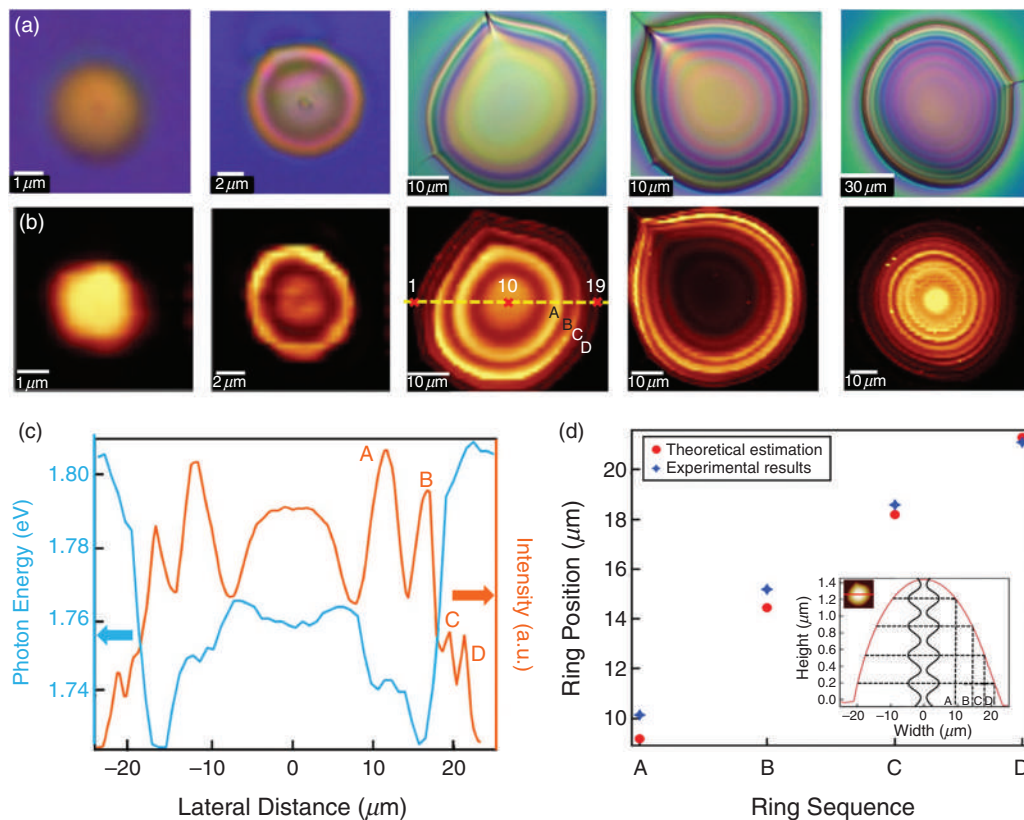 (a)
1 μm
2 μm
10 μm
10 μm
30 μm
(b)
1 10 19
A
B
C
D
1 μm
2 μm
10 μm
10 μm
10 μm
(c)
1.80
1.78
1.76
1.74
Photon Energy (eV)
A
B
C
D
Intensity (a.u.)
−20 −10 0 10 20
Lateral Distance (μm)
(d)
Theoretical estimation
Experimental results
20
18
16
14
12
10
Ring Position (μm)
A B C D
Ring Sequence
1.4
1.2
1.0
0.8
0.6
0.4
0.2
0.0
Height (μm)
A B C D
−20 −10 0 10 20
Width (μm)